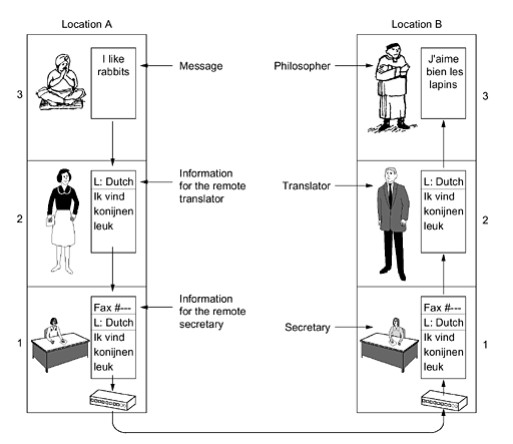 Location A
Location B
I like
rabbits
Message
Philosopher
J'aime
bien les
lapins
3
3
L: Dutch
Ik vind
konijnen
leuk
Information
for the remote
translator
Translator
L: Dutch
Ik vind
konijnen
leuk
2
2
Fax #---
L: Dutch
Ik vind
konijnen
leuk
Information
for the remote
secretary
Secretary
Fax #---
L: Dutch
Ik vind
konijnen
leuk
1
1